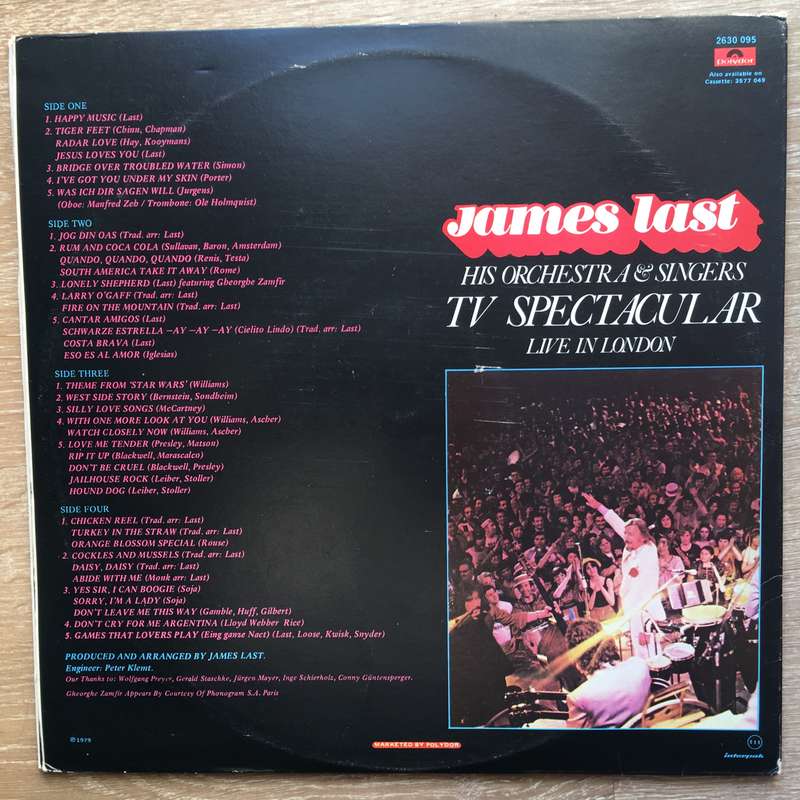 2630 095
polydor
Also available on
Cassette: 3577 049
SIDE ONE
1. HAPPY MUSIC (Last)
2. TIGER FEET (Chinn, Chapman)
RADAR LOVE (Hay, Kooymans)
JESUS LOVES YOU (Last)
3. BRIDGE OVER TROUBLED WATER (Simon)
4. I'VE GOT YOU UNDER MY SKIN (Porter)
5. WAS ICH DIR SAGEN WILL (Jurgens)
(Oboe: Manfred Zeh / Trombone: Ole Holmquist)
SIDE TWO
1. JOG DIN OAS (Trad. arr: Last)
2. RUM AND COCA COLA (Sullavan, Baron, Amsterdam)
QUANDO, QUANDO, QUANDO (Renis, Testa)
SOUTH AMERICA TAKE IT AWAY (Rome)
3. LONELY SHEPHERD (Last) featuring Gheorghe Zamfir
4. LARRY O'GAFF (Trad. arr: Last)
FIRE ON THE MOUNTAIN (Trad. arr: Last)
5. CANTAR AMIGOS (Last)
SCHWARZE ESTRELLA –AY –AY –AY (Cielito Lindo) (Trad. arr: Last)
COSTA BRAVA (Last)
ESO ES AL AMOR (Iglesias)
SIDE THREE
1. THEME FROM 'STAR WARS' (Williams)
2. WEST SIDE STORY (Bernstein, Sondheim)
3. SILLY LOVE SONGS (McCartney)
4. WITH ONE MORE LOOK AT YOU (Williams, Ascher)
WATCH CLOSELY NOW (Williams, Ascher)
5. LOVE ME TENDER (Presley, Matson)
RIP IT UP (Blackwell, Marascalco)
DON'T BE CRUEL (Blackwell, Presley)
JAILHOUSE ROCK (Leiber, Stoller)
HOUND DOG (Leiber, Stoller)
SIDE FOUR
1. CHICKEN REEL (Trad. arr: Last)
TURKEY IN THE STRAW (Trad. arr: Last)
ORANGE BLOSSOM SPECIAL (Rouse)
2. COCKLES AND MUSSELS (Trad. arr: Last)
DAISY, DAISY (Trad. arr: Last)
ABIDE WITH ME (Monk arr: Last)
3. YES SIR, I CAN BOOGIE (Soja)
SORRY, I'M A LADY (Soja)
DON'T LEAVE ME THIS WAY (Gamble, Huff, Gilbert)
4. DON'T CRY FOR ME ARGENTINA (Lloyd Webber Rice)
5. GAMES THAT LOVERS PLAY (Eing ganze Nact) (Last, Loose, Kwisk, Snyder)
PRODUCED AND ARRANGED BY JAMES LAST.
Engineer: Peter Klemt.
Our Thanks to: Wolfgang Preyer, Gerald Staschke, Jürgen Mayer, Inge Schierholz, Conny Güntensperger.
Gheorghe Zamfir Appears By Courtesy Of Phonogram S.A. Paris
james last
HIS ORCHESTRA & SINGERS
TV SPECTACULAR
LIVE IN LONDON
℗1979
MARKETED BY POLYDOR
interpak